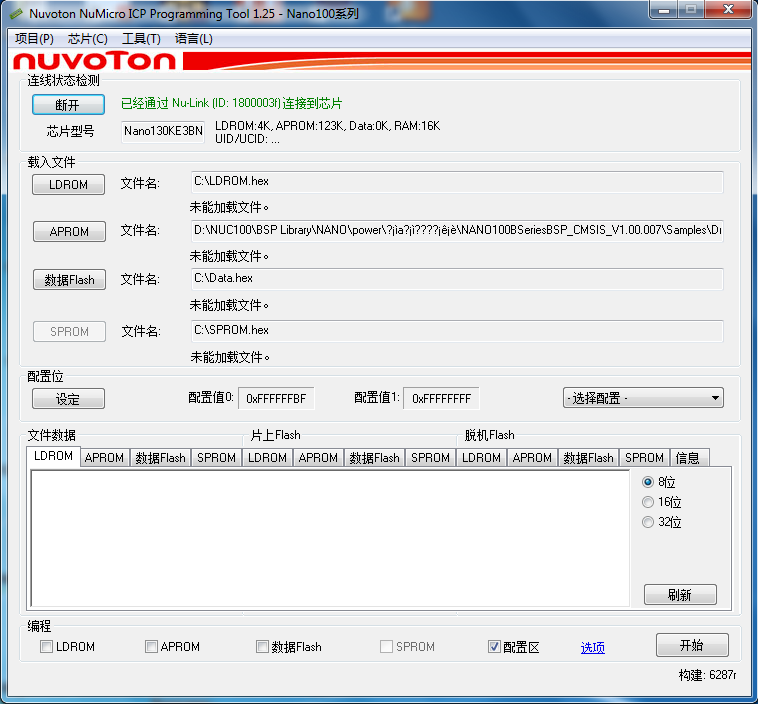 Nuvoton NuMicro ICP Programming Tool 1.25 - Nano100系列
项目(P) 芯片(C) 工具(T) 语言(L)
nuvoTon
连线状态检测
断开 已经通过 Nu-Link (ID: 1800003f) 连接到芯片
芯片型号 Nano130KE3BN LDROM:4K, APROM:123K, Data:0K, RAM:16K
UID/UCID: ...
载入文件
LDROM 文件名: C:\LDROM.hex
未能加载文件。
APROM 文件名: D:\NUC100\BSP Library\NANO\power\?jìa?jì????¡éjè\NANO100BSeriesBSP_CMSIS_V1.00.007\Samples\
未能加载文件。
数据Flash 文件名: C:\Data.hex
未能加载文件。
SPROM 文件名: C:\SPROM.hex
未能加载文件。
配置位
设定 配置值0: 0xFFFFFFBF 配置值1: 0xFFFFFFFF - 选择配置 -
文件数据 片上Flash 脱机Flash
LDROM APROM 数据Flash SPROM LDROM APROM 数据Flash SPROM LDROM APROM 数据Flash SPROM 信息
8位
16位
32位
刷新
编程
LDROM APROM 数据Flash SPROM 配置区 选项 开始
构建: 6287r